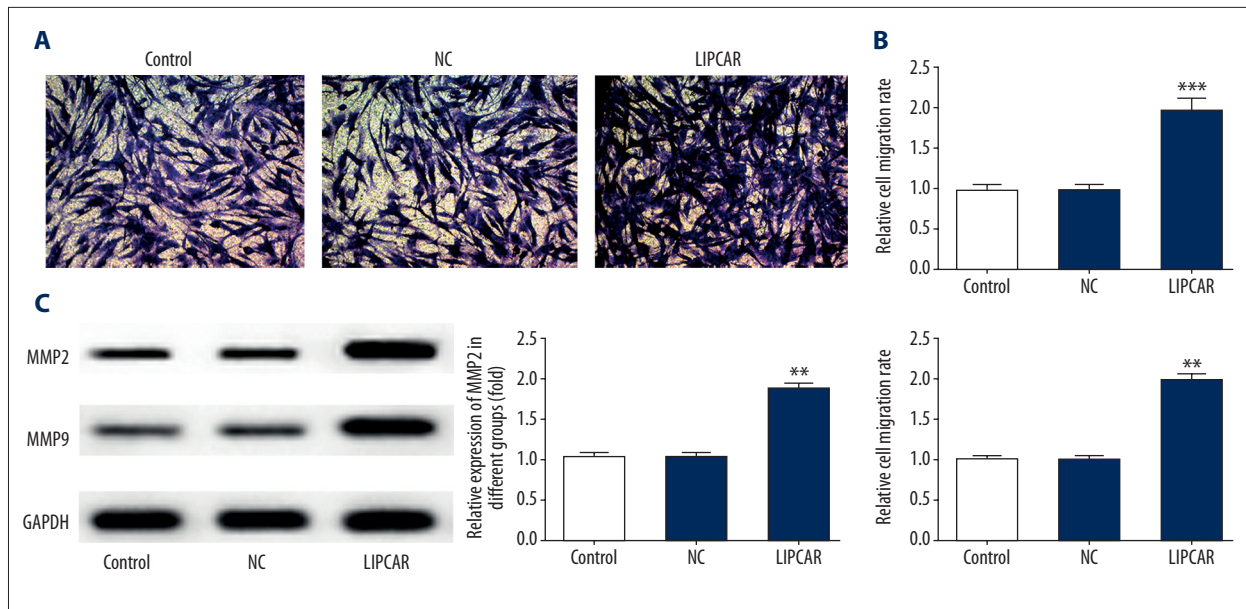 A
Control
NC
LIPCAR
B
Relative cell migration rate
2.5
2.0
1.5
1.0
0.5
0.0
***
Control
NC
LIPCAR
C
MMP2
MMP9
GAPDH
Control
NC
LIPCAR
Relative expression of MMP2 in
different groups (fold)
2.5
2.0
1.5
1.0
0.5
0.0
**
Control
NC
LIPCAR
Relative cell migration rate
2.5
2.0
1.5
1.0
0.5
0.0
**
Control
NC
LIPCAR